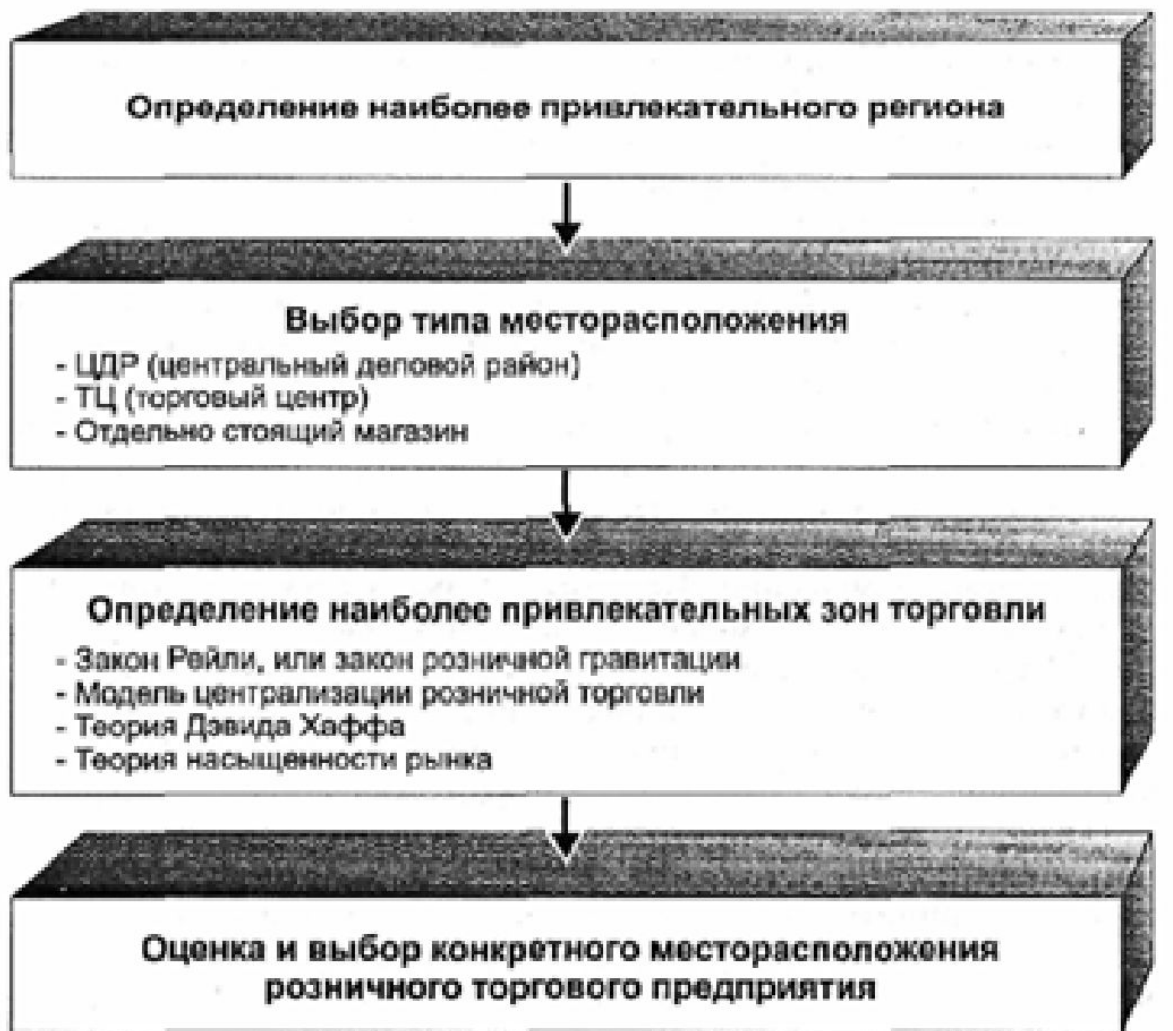 Определение наиболее привлекательного региона
Выбор типа месторасположения
- ЦДР (центральный деловой район)
- ТЦ (торговый центр)
- Отдельно стоящий магазин
Определение наиболее привлекательных зон торговли
- Закон Рейли, или закон розничной гравитации
- Модель централизации розничной торговли
- Теория Дэвида Хаффа
- Теория насыщенности рынка
Оценка и выбор конкретного месторасположения
розничного торгового предприятия